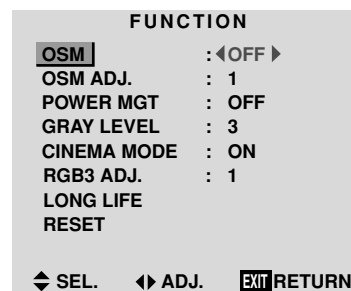 FUNCTION
OSM : ◀ OFF ▶
OSM ADJ. : 1
POWER MGT : OFF
GRAY LEVEL : 3
CINEMA MODE : ON
RGB3 ADJ. : 1
LONG LIFE
RESET
▲▼ SEL. ◀▶ ADJ. EXIT RETURN